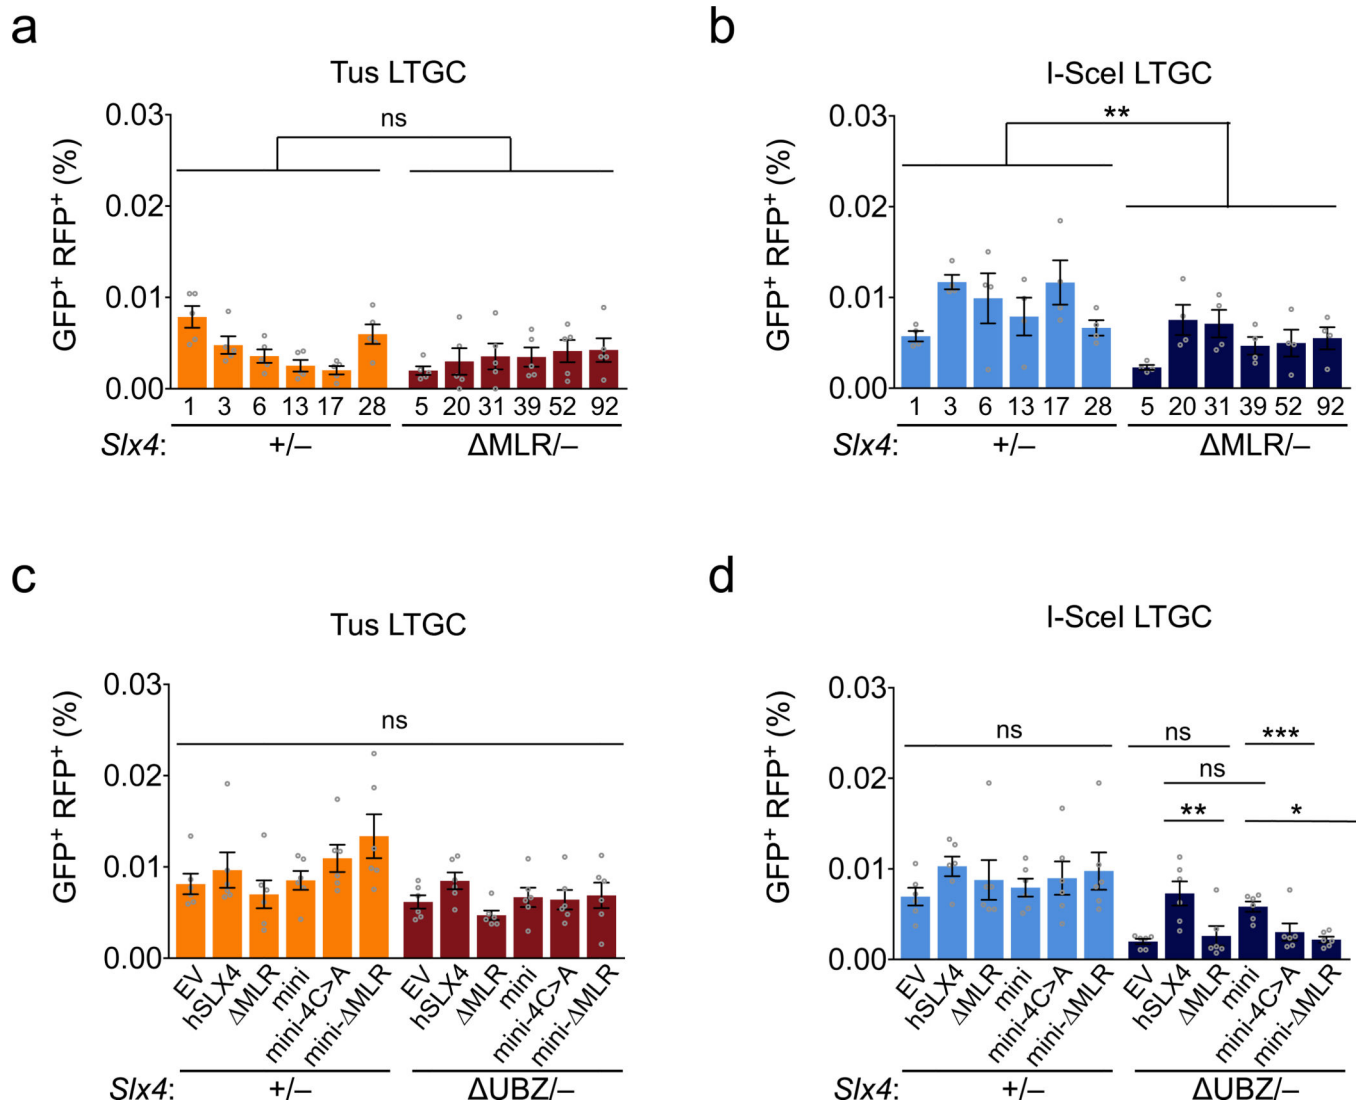 a
Tus LTGC
GFP+ RFP+ (%)
0.03
0.02
0.01
0.00
ns
1 3 6 13 17 28 5 20 31 39 52 92
Slx4: +/– ΔMLR/–
b
I-SceI LTGC
GFP+ RFP+ (%)
0.03
0.02
0.01
0.00
**
1 3 6 13 17 28 5 20 31 39 52 92
Slx4: +/– ΔMLR/–
c
Tus LTGC
GFP+ RFP+ (%)
0.03
0.02
0.01
0.00
ns
EV hSLX4 ΔMLR mini mini-4C>A mini-ΔMLR EV hSLX4 ΔMLR mini mini-4C>A mini-ΔMLR
Slx4: +/– ΔUBZ/–
d
I-SceI LTGC
GFP+ RFP+ (%)
0.03
0.02
0.01
0.00
ns ns ***
ns
** *
EV hSLX4 ΔMLR mini mini-4C>A mini-ΔMLR EV hSLX4 ΔMLR mini mini-4C>A mini-ΔMLR
Slx4: +/– ΔUBZ/–